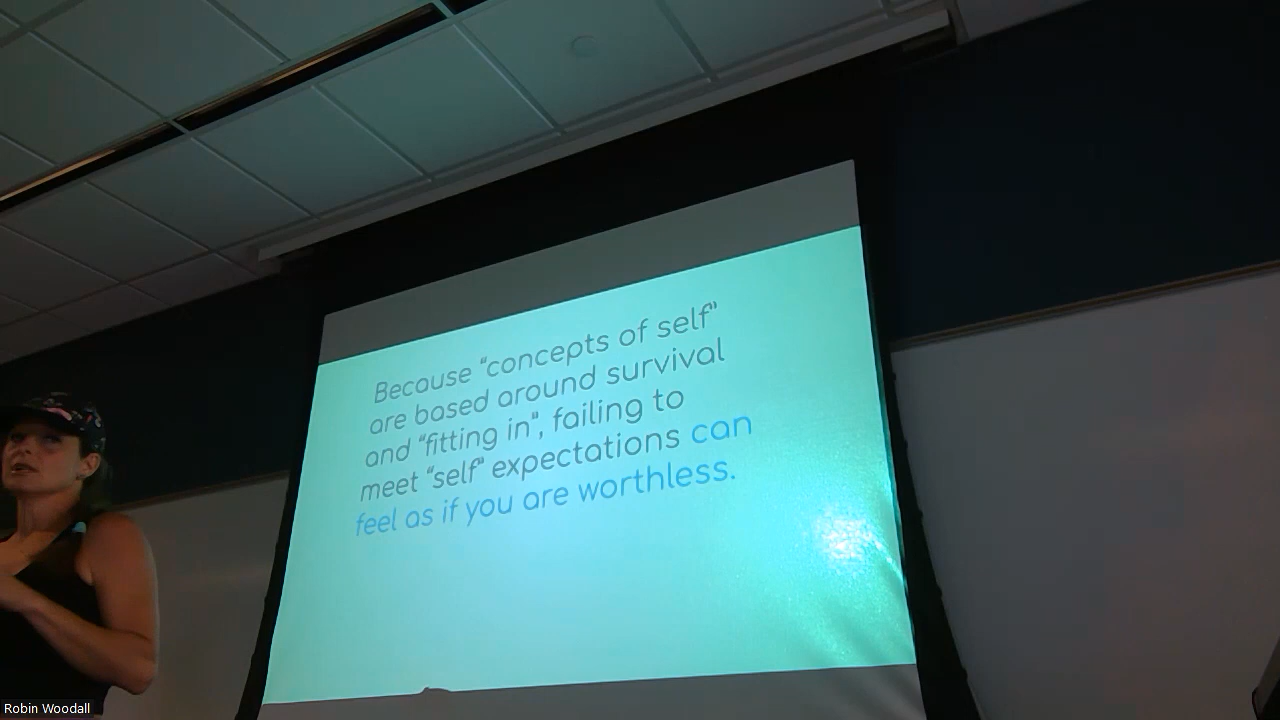 Because “concepts of self”
are based around survival
and “fitting in”, failing to
meet “self” expectations can
feel as if you are worthless.
Robin Woodall